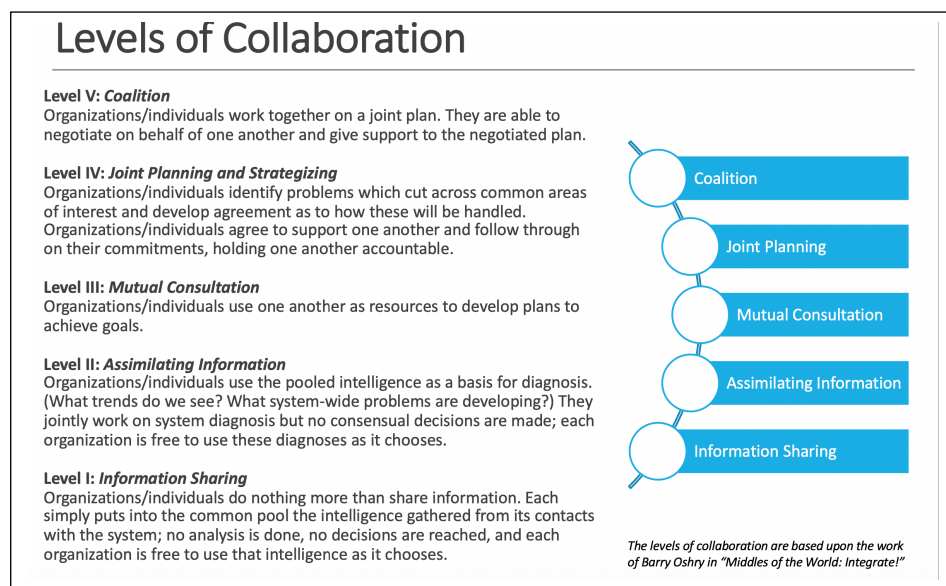 Levels of Collaboration
Level V: Coalition
Organizations/individuals work together on a joint plan. They are able to
negotiate on behalf of one another and give support to the negotiated plan.
Level IV: Joint Planning and Strategizing
Organizations/individuals identify problems which cut across common areas
of interest and develop agreement as to how these will be handled.
Organizations/individuals agree to support one another and follow through
on their commitments, holding one another accountable.
Level III: Mutual Consultation
Organizations/individuals use one another as resources to develop plans to
achieve goals.
Level II: Assimilating Information
Organizations/individuals use the pooled intelligence as a basis for diagnosis.
(What trends do we see? What system-wide problems are developing?) They
jointly work on system diagnosis but no consensual decisions are made; each
organization is free to use these diagnoses as it chooses.
Level I: Information Sharing
Organizations/individuals do nothing more than share information. Each
simply puts into the common pool the intelligence gathered from its contacts
with the system; no analysis is done, no decisions are reached, and each
organization is free to use that intelligence as it chooses.
Coalition
Joint Planning
Mutual Consultation
Assimilating Information
Information Sharing
The levels of collaboration are based upon the work
of Barry Oshry in “Middles of the World: Integrate!”